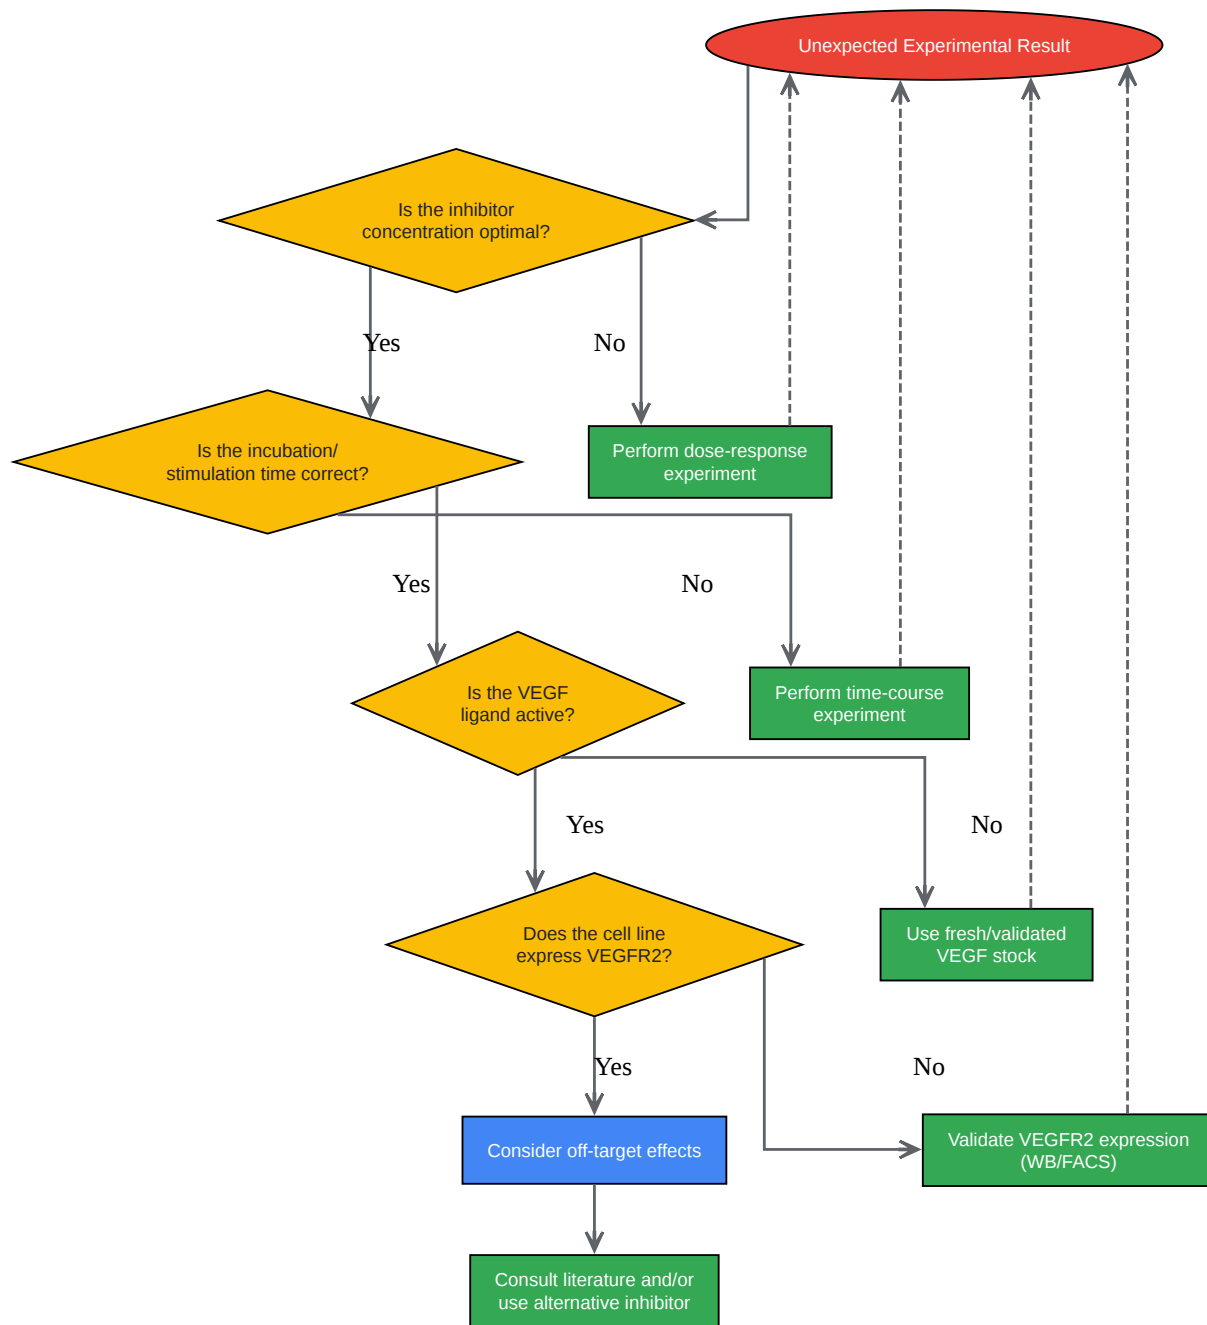 Unexpected Experimental Result
Is the inhibitor
concentration optimal?
Yes
No
Is the incubation/
stimulation time correct?
Perform dose-response
experiment
Yes
No
Is the VEGF
ligand active?
Perform time-course
experiment
Yes
No
Does the cell line
express VEGFR2?
Use fresh/validated
VEGF stock
Yes
No
Consider off-target effects
Validate VEGFR2 expression
(WB/FACS)
Consult literature and/or
use alternative inhibitor